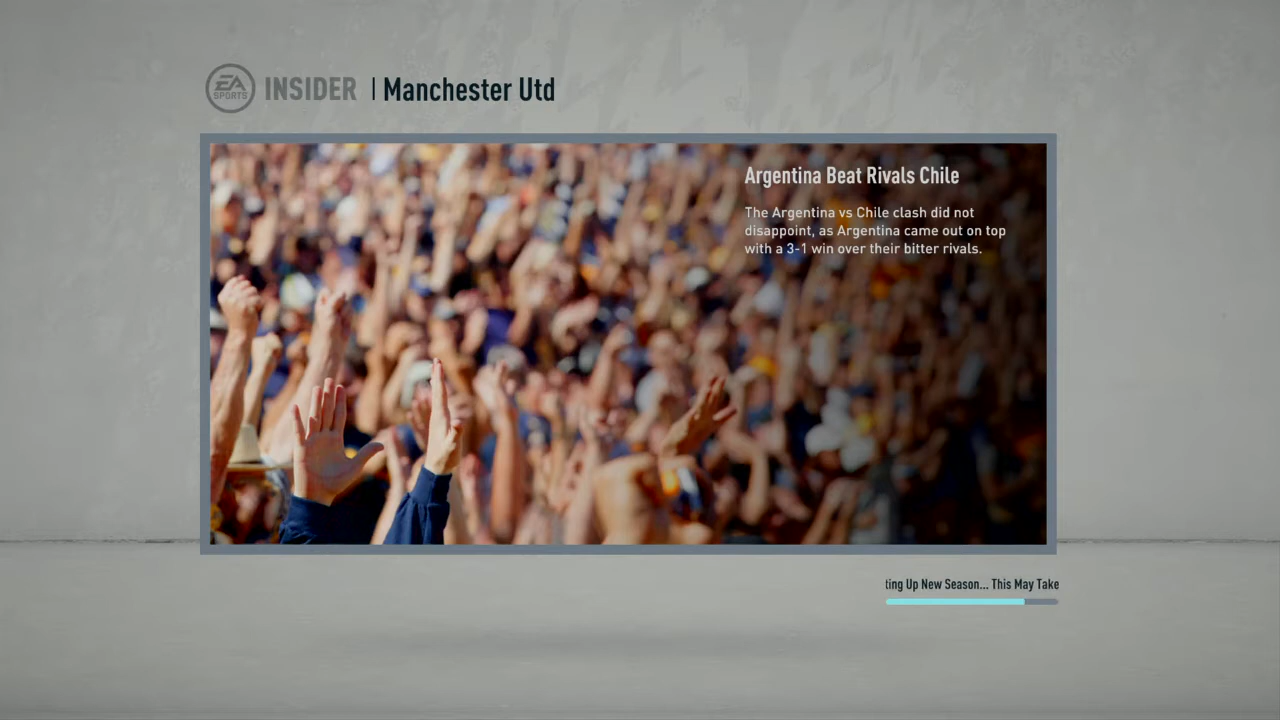 EA
SPORTS
INSIDER | Manchester Utd
Argentina Beat Rivals Chile
The Argentina vs Chile clash did not
disappoint, as Argentina came out on top
with a 3-1 win over their bitter rivals.
ting Up New Season... This May Take